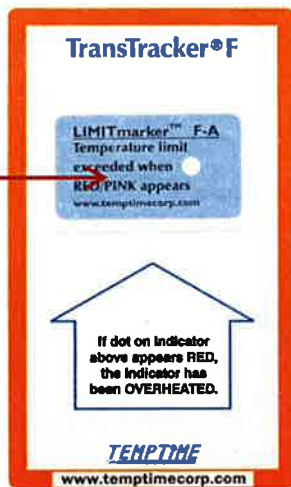 TransTracker®F
LIMITmarker™ F-A
Temperature limit
exceeded when
RED/PINK appears
www.temptimecorp.com
If dot on Indicator
above appears RED,
the Indicator has
been OVERHEATED.
TEMPTIME
www.temptimecorp.com